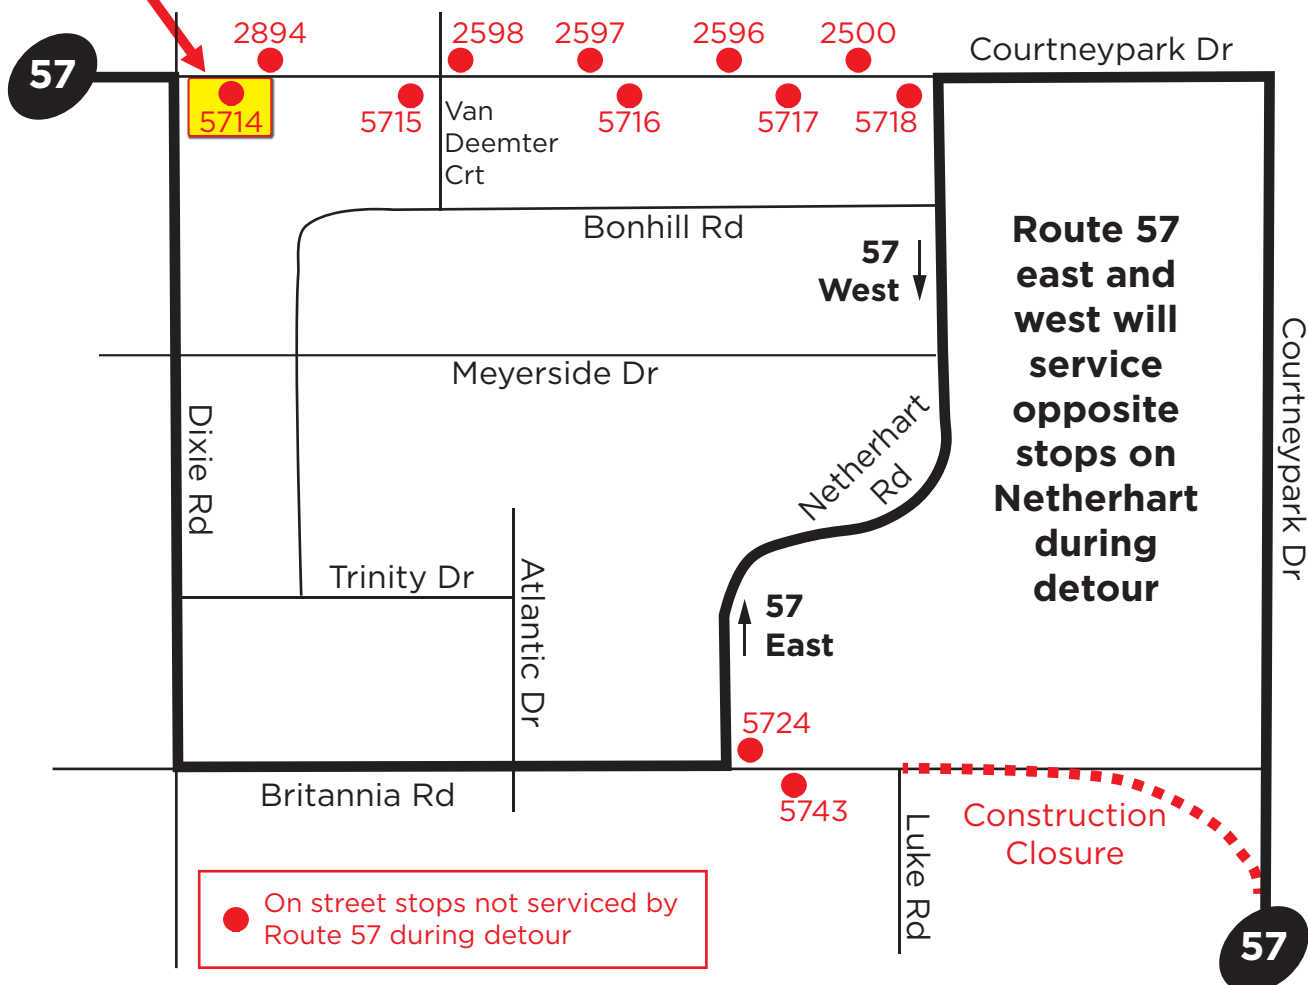 2894
2598
2597
2596
2500
Courtneypark Dr
57
5714
5715
Van
Deemter
Crt
5716
5717
5718
Bonhill Rd
57
West
Route 57
east and
west will
service
opposite
stops on
Netherhart
during
detour
Meyerside Dr
Courtneypark Dr
Dixie Rd
Netherhart
Rd
Trinity Dr
Atlantic Dr
57
East
5724
Britannia Rd
5743
Luke Rd
Construction
Closure
On street stops not serviced by
Route 57 during detour
57